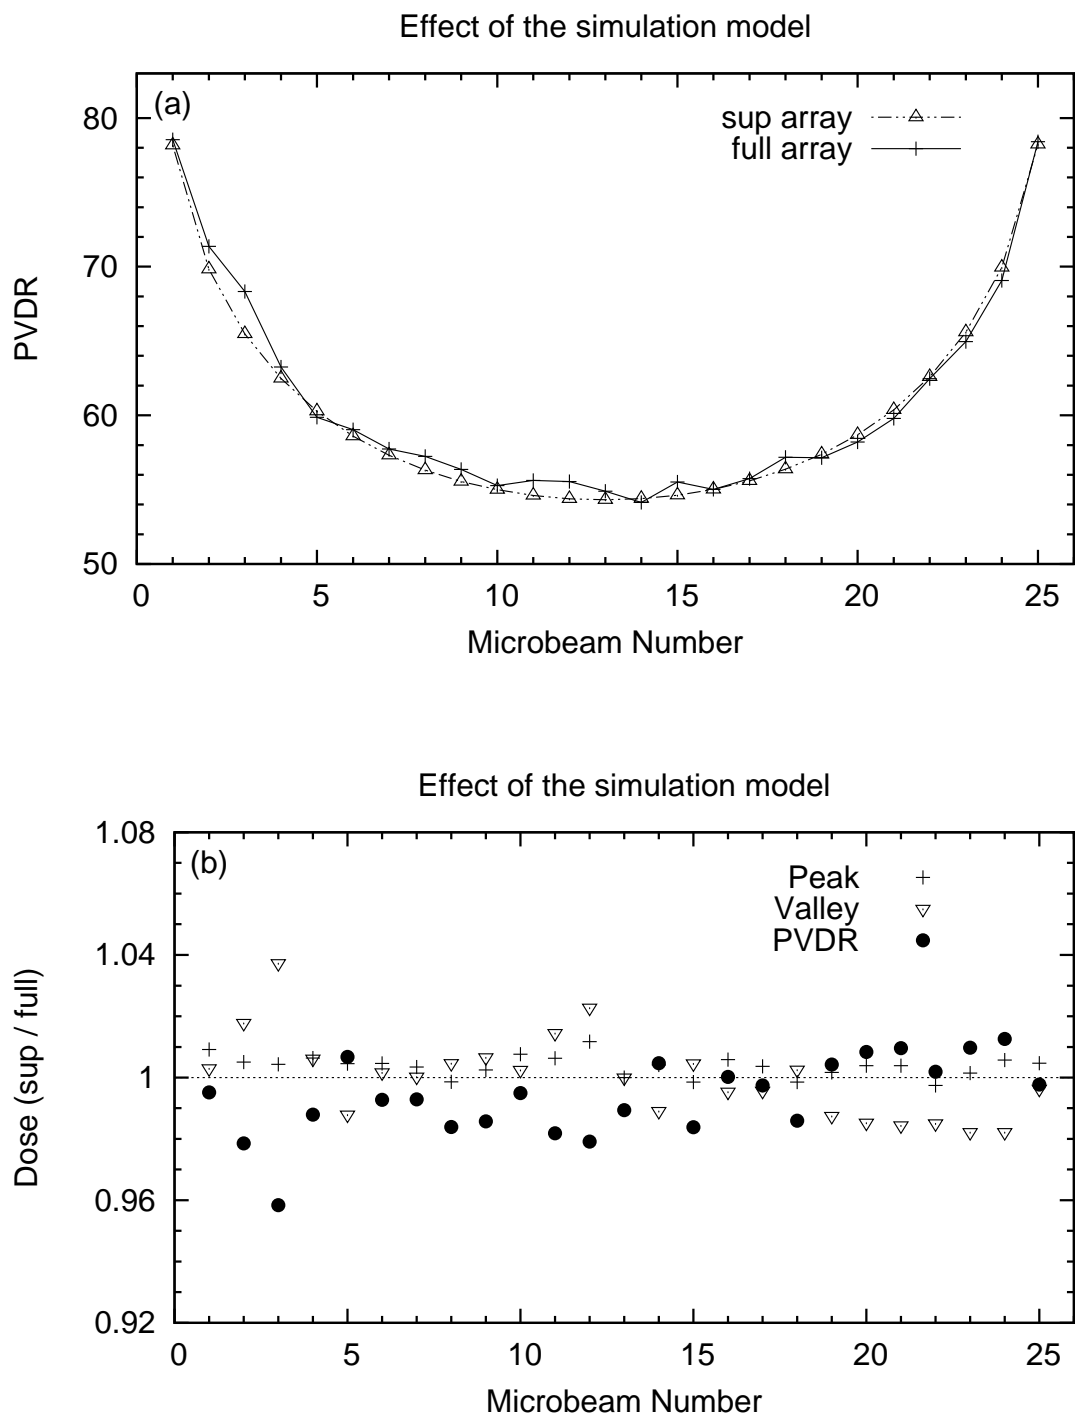 Effect of the simulation model
(a)
sup array
full array
80
70
60
50
PVDR
0 5 10 15 20 25
Microbeam Number
Effect of the simulation model
(b)
Peak
Valley
PVDR
1.08
1.04
1
0.96
0.92
Dose (sup / full)
0 5 10 15 20 25
Microbeam Number